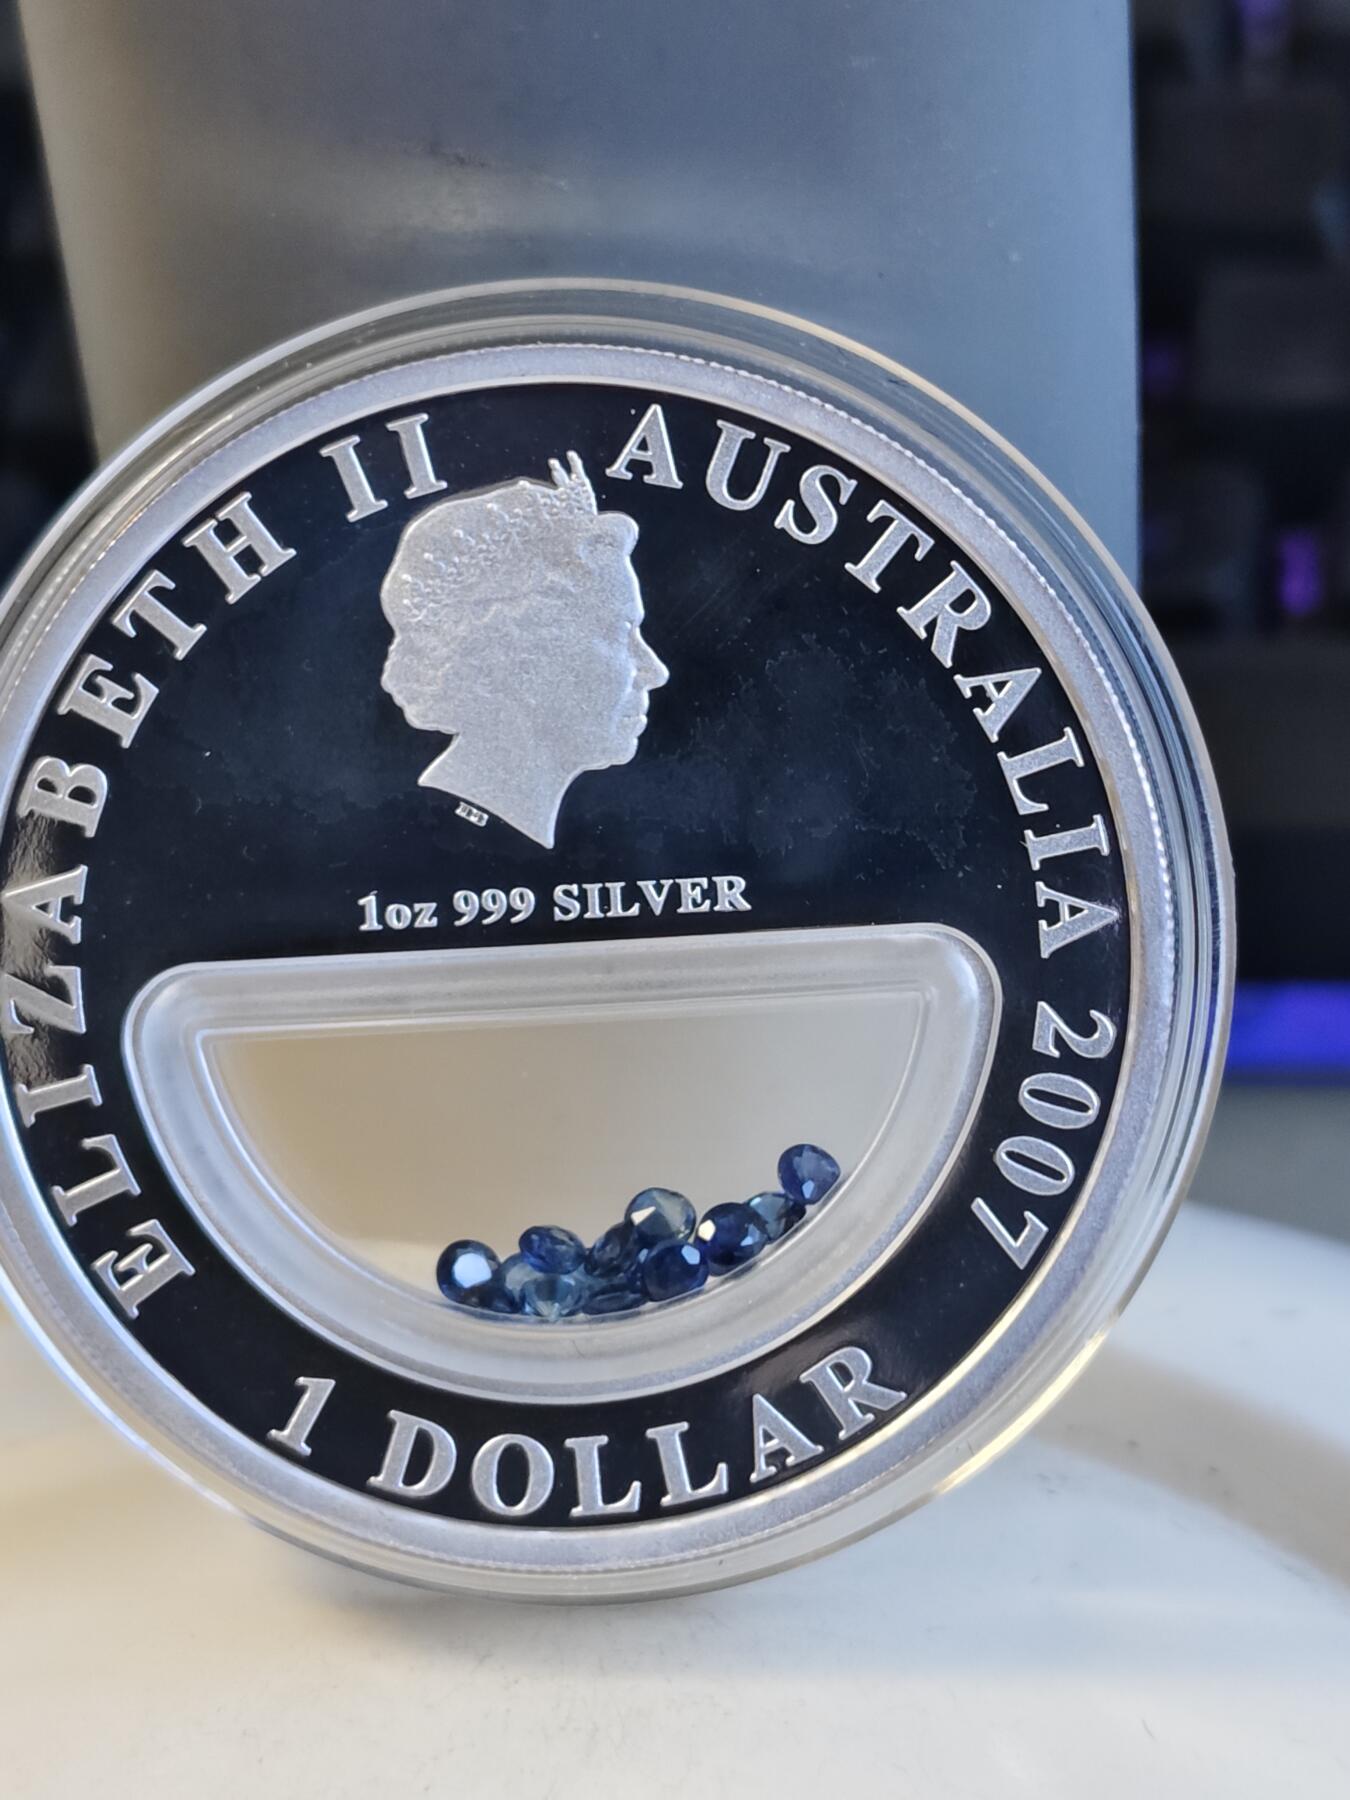 ELIZABETH II AUSTRALIA 2007
1oz 999 SILVER
1 DOLLAR